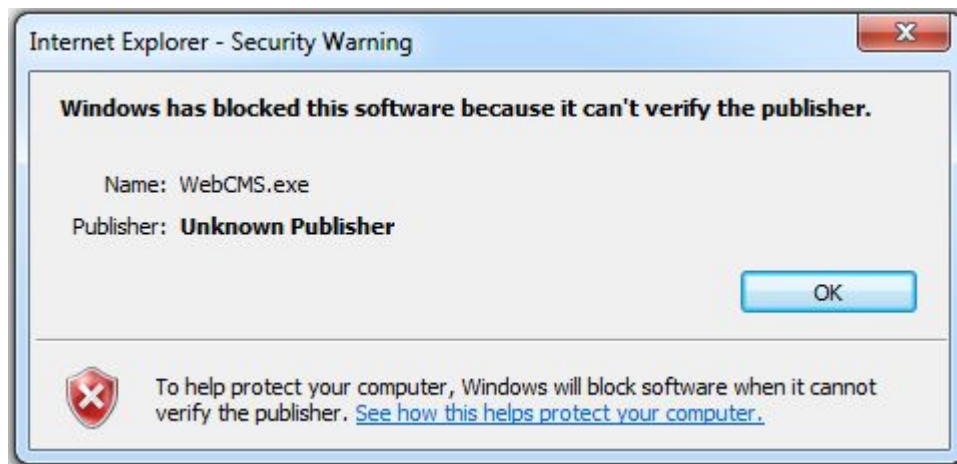 Internet Explorer - Security Warning
Windows has blocked this software because it can't verify the publisher.
Name: WebCMS.exe
Publisher: Unknown Publisher
OK
To help protect your computer, Windows will block software when it cannot
verify the publisher. See how this helps protect your computer.